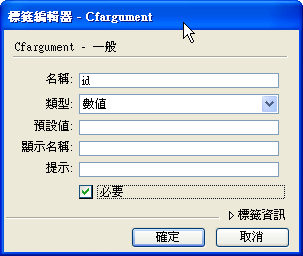 標籤編輯器 - Cfargument
Cfargument - 一般
名稱: id
類型: 數值
預設值:
顯示名稱:
提示:
必要
標籤資訊
確定 取消